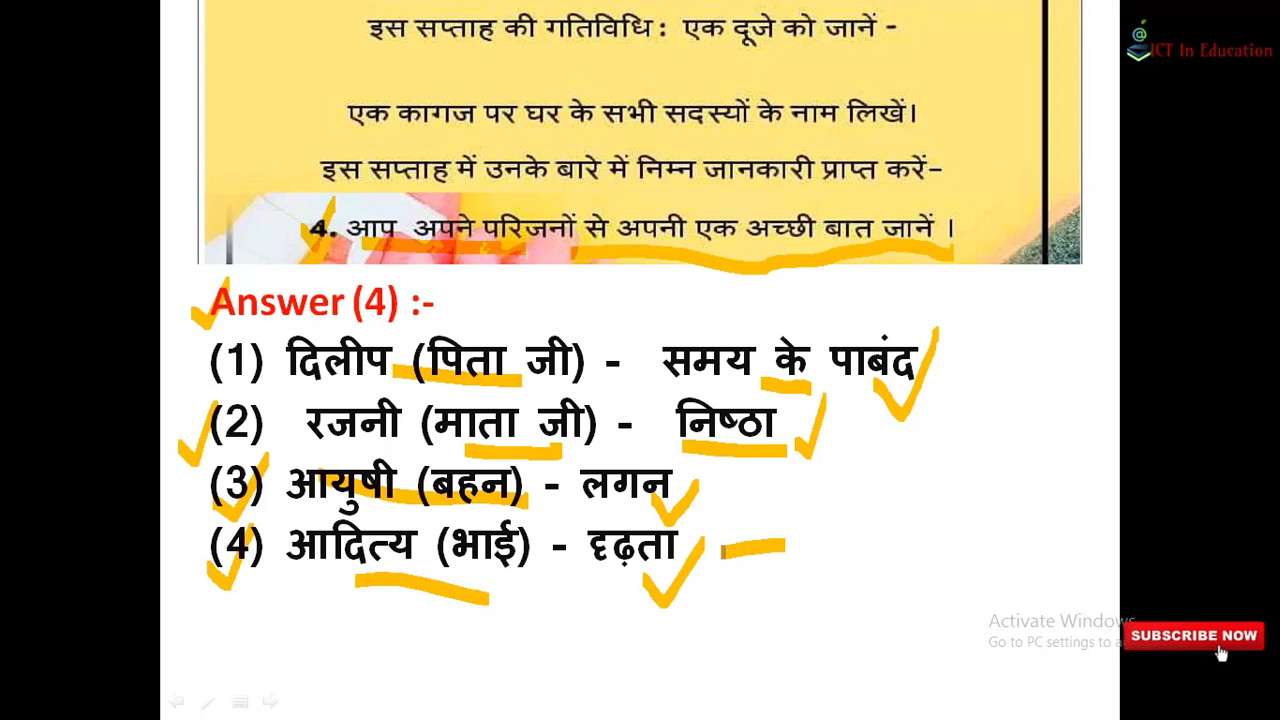 इस सप्ताह की गतिविधि : एक दूजे को जानें -
ICT In Education
एक कागज पर घर के सभी सदस्यों के नाम लिखें।
इस सप्ताह में उनके बारे में निम्न जानकारी प्राप्त करें-
4. आप अपने परिजनों से अपनी एक अच्छी बात जानें ।
Answer (4) :-
(1) दिलीप (पिता जी) - समय के पाबंद
(2) रजनी (माता जी) - निष्ठा
(3) आयुषी (बहन) - लगन
(4) आदित्य (भाई) - दृढ़ता
Activate Windows
Go to PC settings to a
SUBSCRIBE NOW